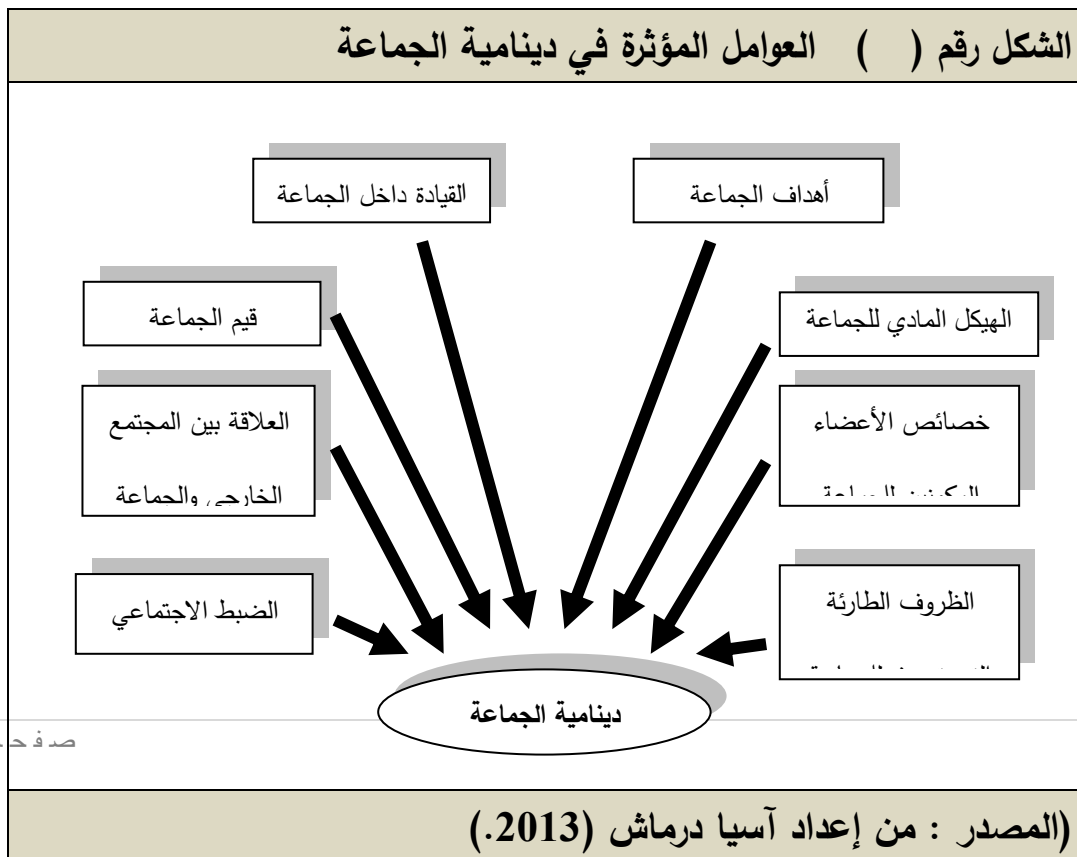 الشكل رقم (   ) العوامل المؤثرة في دينامية الجماعة
أهداف الجماعة
القيادة داخل الجماعة
الهيكل المادي للجماعة
قيم الجماعة
خصائص الأعضاء
العلاقة بين المجتمع
الخارجي والجماعة
الظروف الطارئة
الضبط الاجتماعي
دينامية الجماعة
(المصدر : من إعداد آسيا درماش (2013.)